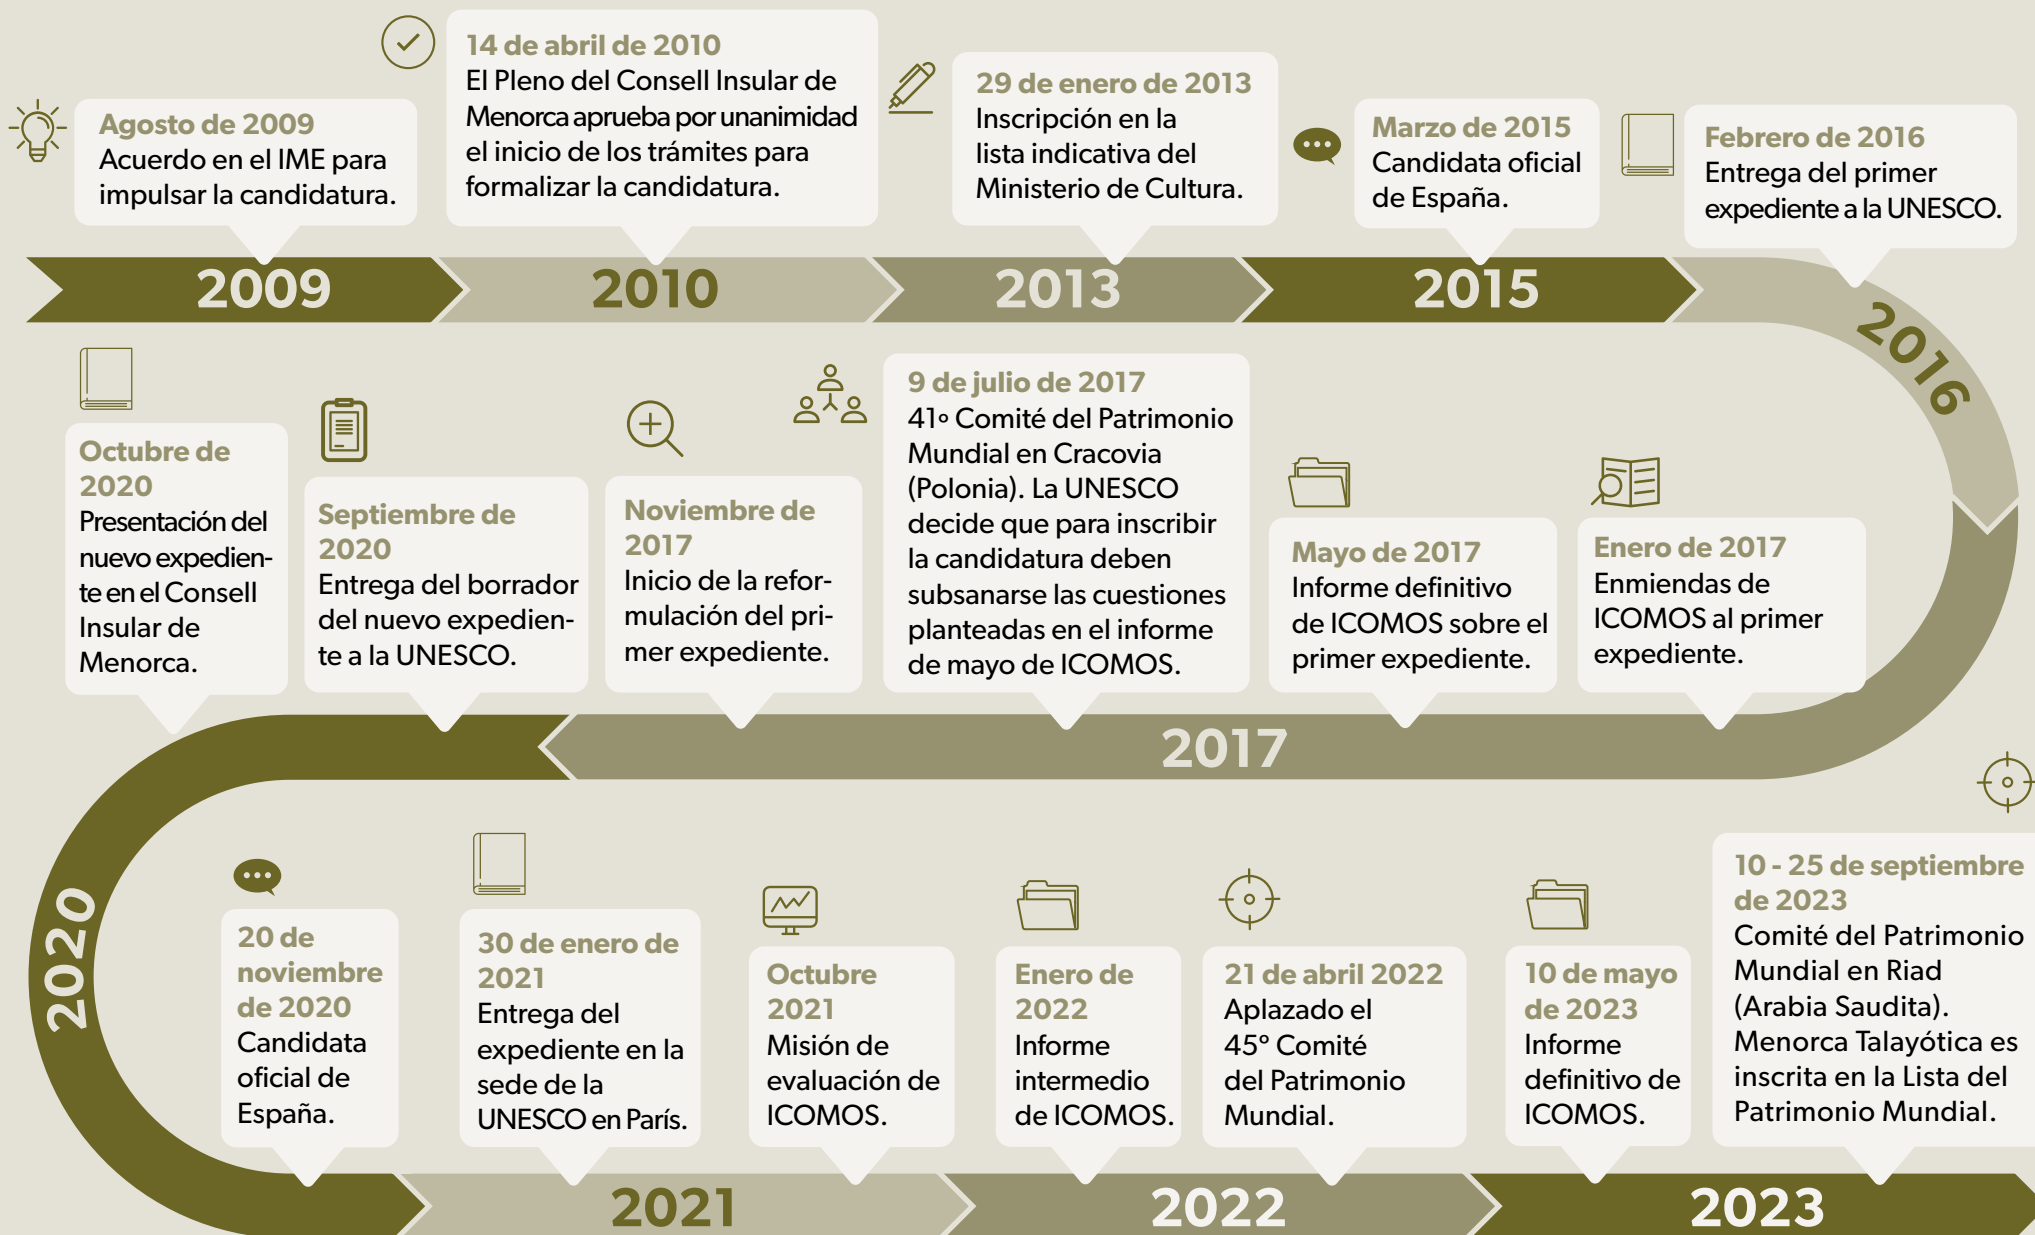 Agosto de 2009
Acuerdo en el IME para
impulsar la candidatura.
14 de abril de 2010
El Pleno del Consell Insular de
Menorca aprueba por unanimidad
el inicio de los trámites para
formalizar la candidatura.
29 de enero de 2013
Inscripción en la
lista indicativa del
Ministerio de Cultura.
Marzo de 2015
Candidata oficial
de España.
Febrero de 2016
Entrega del primer
expediente a la UNESCO.
2009
2010
2013
2015
2016
Enero de 2017
Enmiendas de
ICOMOS al primer
expediente.
Mayo de 2017
Informe definitivo
de ICOMOS sobre el
primer expediente.
9 de julio de 2017
41º Comité del Patrimonio
Mundial en Cracovia
(Polonia). La UNESCO
decide que para inscribir
la candidatura deben
subsanarse las cuestiones
planteadas en el informe
de mayo de ICOMOS.
Noviembre de
2017
Inicio de la refor-
mulación del pri-
mer expediente.
Septiembre de
2020
Entrega del borrador
del nuevo expedien-
te a la UNESCO.
Octubre de
2020
Presentación del
nuevo expedien-
te en el Consell
Insular de
Menorca.
2017
2020
20 de
noviembre
de 2020
Candidata
oficial de
España.
30 de enero de
2021
Entrega del
expediente en la
sede de la
UNESCO en París.
Octubre
2021
Misión de
evaluación de
ICOMOS.
Enero de
2022
Informe
intermedio
de ICOMOS.
21 de abril 2022
Aplazado el
45° Comité
del Patrimonio
Mundial.
10 de mayo
de 2023
Informe
definitivo de
ICOMOS.
10 - 25 de septiembre
de 2023
Comité del Patrimonio
Mundial en Riad
(Arabia Saudita).
Menorca Talayótica es
inscrita en la Lista del
Patrimonio Mundial.
2021
2022
2023